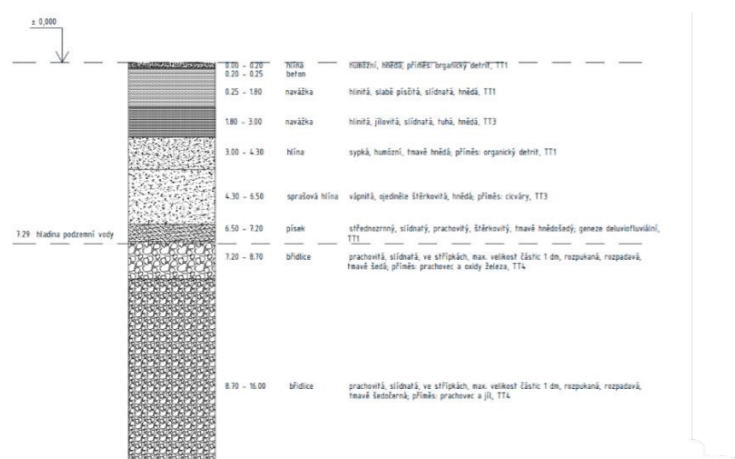 ± 0,000
0.00 - 0.20 hlína humózní, hnědá, příměs: organický detrit, TT1
0.20 - 0.25 beton
0.25 - 1.80 navážka hlinitá, slabě písčitá, slídnatá, hnědá, TT1
1.80 - 3.00 navážka hlinitá, jílovitá, slídnatá, tuhá, hnědá, TT3
3.00 - 4.30 hlína sypká, humózní, tmavě hnědá; příměs: organický detrit, TT1
4.30 - 6.50 sprašová hlína vápnitá, ojediněle štěrkovitá, hnědá; příměs: cicváry, TT3
6.50 - 7.20 písek střednozrnný, slídnatý, prachovitý, štěrkovitý, tmavě hnědošedý; geneze deluviofluviální,
TT1
7.29 hladina podzemní vody
7.20 - 8.70 břidlice prachovitá, slídnatá, ve střípkách, max. velikost částic 1 dm, rozpukaná, rozpadavá,
tmavě šedá; příměs: prachovec a oxidy železa, TT4
8.70 - 16.00 břidlice prachovitá, slídnatá, ve střípkách, max. velikost částic 1 dm, rozpukaná, rozpadavá,
tmavě šedočerná; příměs: prachovec a jíl, TT4